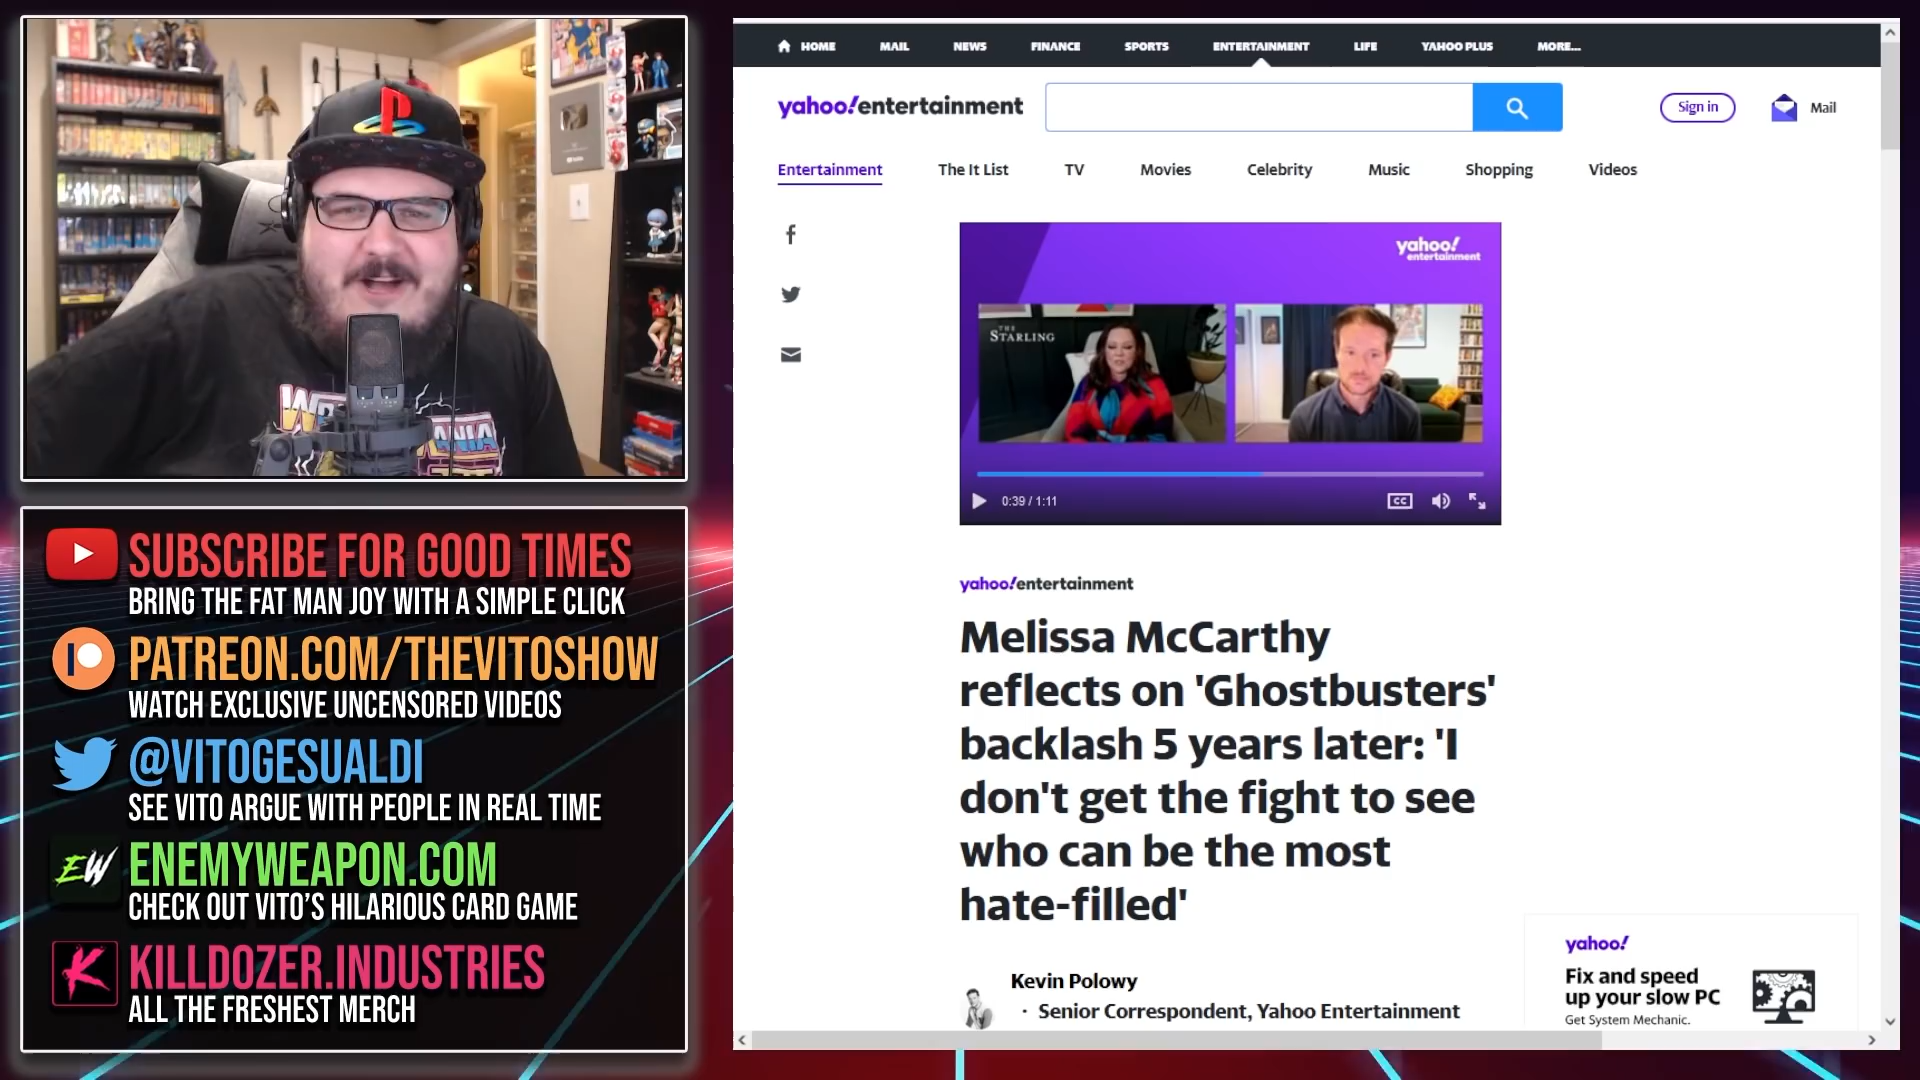 SUBSCRIBE FOR GOOD TIMES
BRING THE FAT MAN JOY WITH A SIMPLE CLICK
PATREON.COM/THEVITOSHOW
WATCH EXCLUSIVE UNCENSORED VIDEOS
@VITOGESUALDI
SEE VITO ARGUE WITH PEOPLE IN REAL TIME
EW
ENEMYWEAPON.COM
CHECK OUT VITO'S HILARIOUS CARD GAME
K
KILLDOZER.INDUSTRIES
ALL THE FRESHEST MERCH
HOME MAIL NEWS FINANCE SPORTS ENTERTAINMENT LIFE YAHOO PLUS MORE...
yahoo!entertainment
Sign in
Mail
Entertainment The It List TV Movies Celebrity Music Shopping Videos
yahoo!
entertainment
THE
STARLING
0:39 / 1:11
CC
yahoo!entertainment
Melissa McCarthy
reflects on 'Ghostbusters'
backlash 5 years later: 'I
don't get the fight to see
who can be the most
hate-filled'
Kevin Polowy
· Senior Correspondent, Yahoo Entertainment
yahoo!
Fix and speed
up your slow PC
Get System Mechanic.